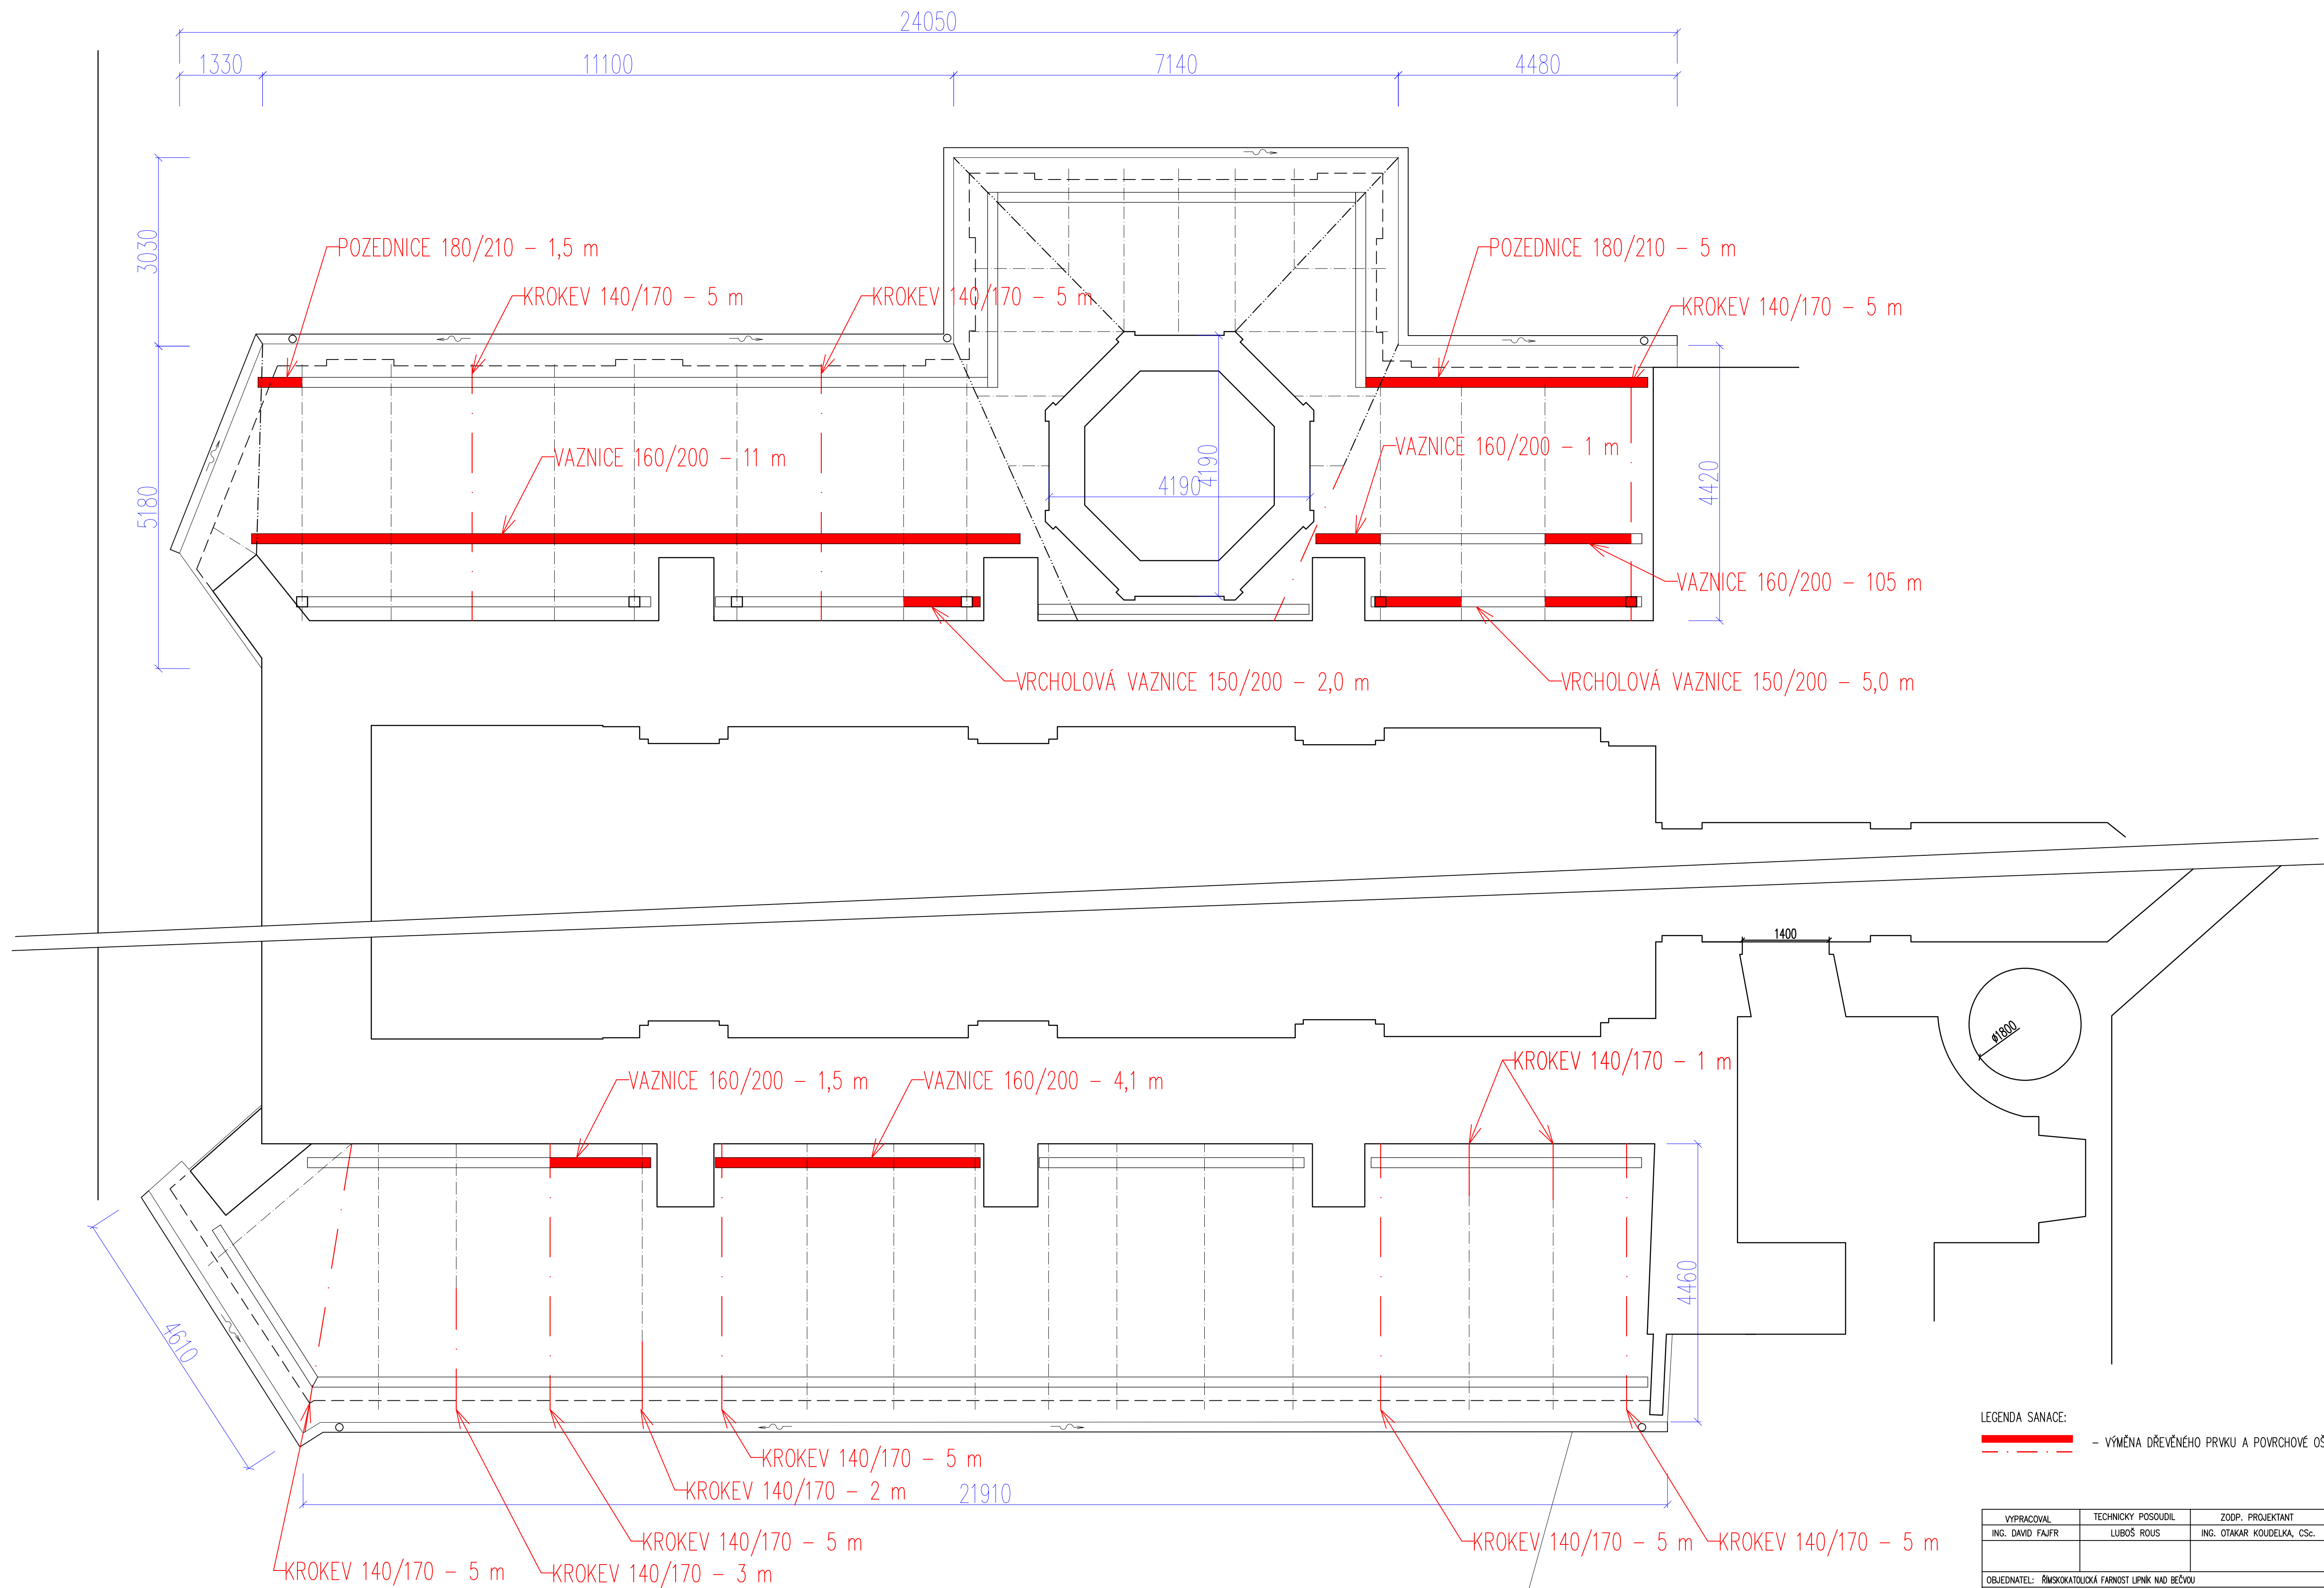 24050
1330
11100
7140
4480
3030
POZEDNICE 180/210 – 1,5 m
POZEDNICE 180/210 – 5 m
KROKEV 140/170 – 5 m
KROKEV 140/170 – 5 m
KROKEV 140/170 – 5 m
VAZNICE 160/200 – 11 m
VAZNICE 160/200 – 1 m
4190
4190
4420
5180
VAZNICE 160/200 – 105 m
VRCHOLOVÁ VAZNICE 150/200 – 2,0 m
VRCHOLOVÁ VAZNICE 150/200 – 5,0 m
1400
ø1800
VAZNICE 160/200 – 1,5 m
VAZNICE 160/200 – 4,1 m
KROKEV 140/170 – 1 m
4460
4610
LEGENDA SANACE:
– VÝMĚNA DŘEVĚNÉHO PRVKU A POVRCHOVÉ
KROKEV 140/170 – 5 m
KROKEV 140/170 – 2 m
21910
KROKEV 140/170 – 5 m
KROKEV 140/170 – 5 m
KROKEV 140/170 – 5 m
KROKEV 140/170 – 5 m
KROKEV 140/170 – 3 m
VYPRACOVAL
TECHNICKY POSOUDIL
ZODP. PROJEKTANT
ING. DAVID FAJFR
LUBOŠ ROUS
ING. OTAKAR KOUDELKA, CSc.
OBJEDNATEL: ŘÍMSKOKATOLICKÁ FARNOST LIPNÍK NAD BEČVOU